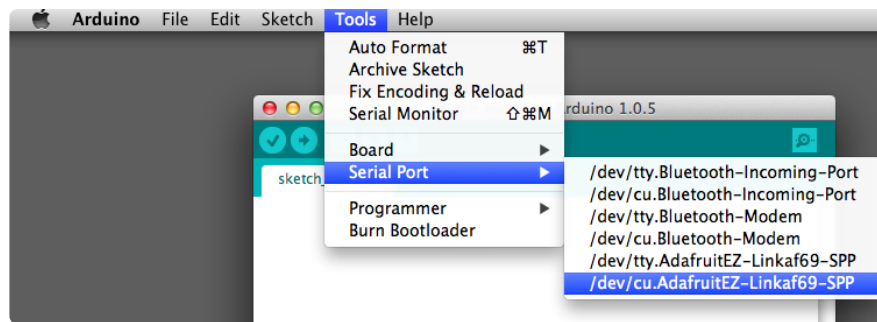 Arduino File Edit Sketch Tools Help
Auto Format ⌘T
Archive Sketch
Fix Encoding & Reload
Serial Monitor ⇧⌘M
rduino 1.0.5
Board
sketch_
Serial Port
Programmer
Burn Bootloader
/dev/tty.Bluetooth-Incoming-Port
/dev/cu.Bluetooth-Incoming-Port
/dev/tty.Bluetooth-Modem
/dev/cu.Bluetooth-Modem
/dev/tty.AdafruitEZ-Linkaf69-SPP
/dev/cu.AdafruitEZ-Linkaf69-SPP